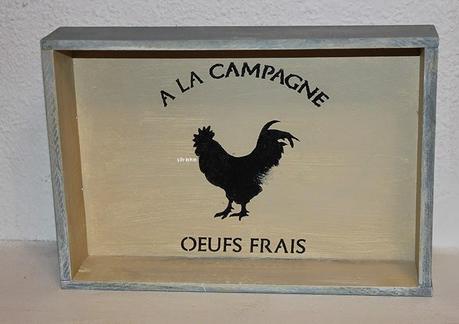 A LA CAMPAGNE
OEUFS FRAIS